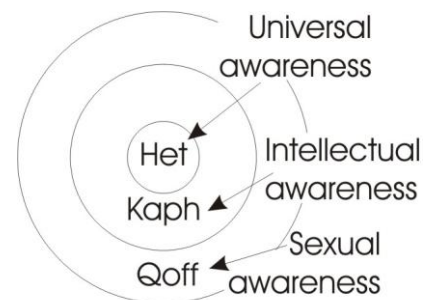 Universal
awareness
Het
Intellectual
awareness
Kaph
Sexual
awareness
Qoff